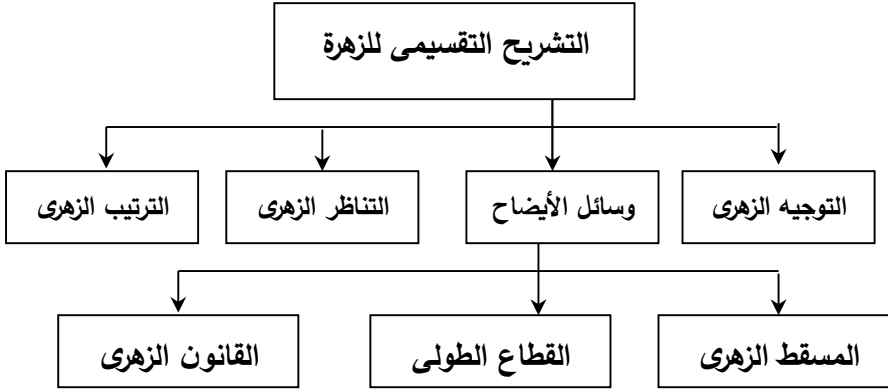 التشريح التقسيمى للزهرة
التوجيه الزهرى
وسائل الأيضاح
التناظر الزهرى
الترتيب الزهرى
المسقط الزهرى
القطاع الطولى
القانون الزهرى